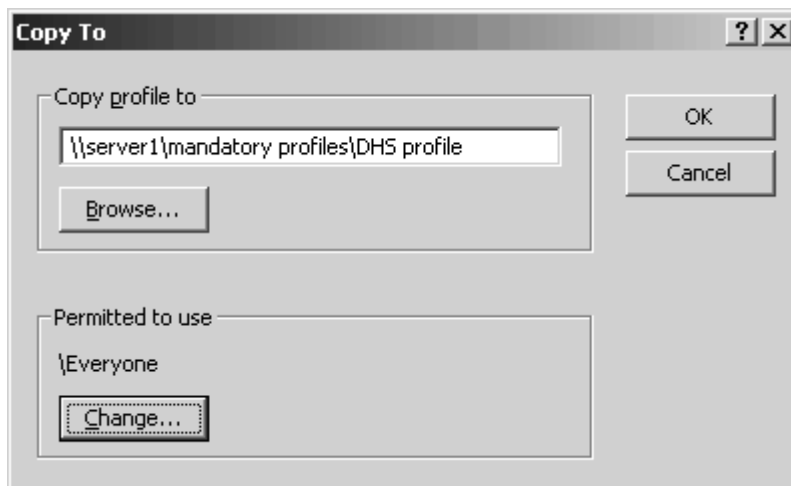 Copy To
Copy profile to
\\server1\mandatory profiles\DHS profile
Browse...
OK
Cancel
Permitted to use
\Everyone
Change...